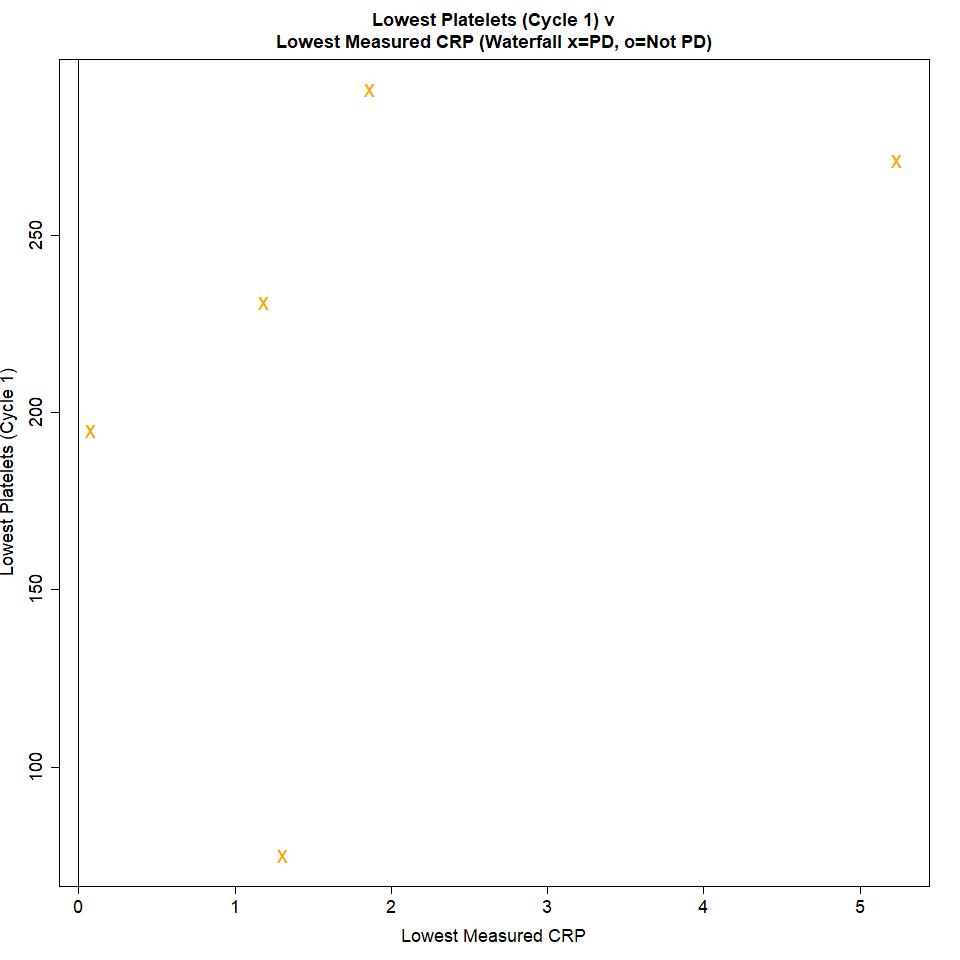 Lowest Platelets (Cycle 1) v
Lowest Measured CRP (Waterfall x=PD, o=Not PD)
X
X
250
X
200
X
Lowest Platelets (Cycle 1)
150
100
X
0 1 2 3 4 5
Lowest Measured CRP